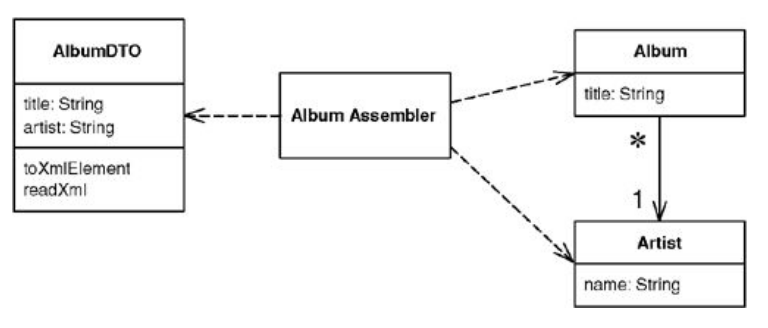 AlbumDTO
title: String
artist: String
toXmlElement
readXml
Album Assembler
Album
title: String
*
1
Artist
name: String